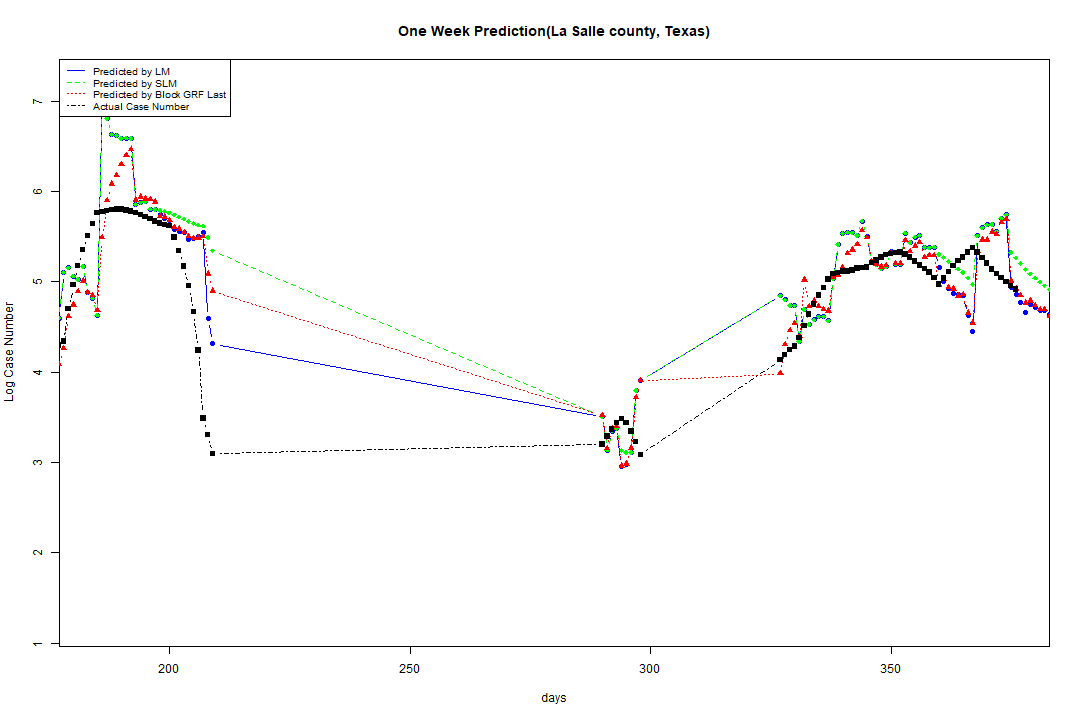 One Week Prediction(La Salle county, Texas)
Predicted by LM
Predicted by SLM
Predicted by Block GRF Last
Actual Case Number
7
6
5
4
3
2
1
Log Case Number
200
250
300
350
days